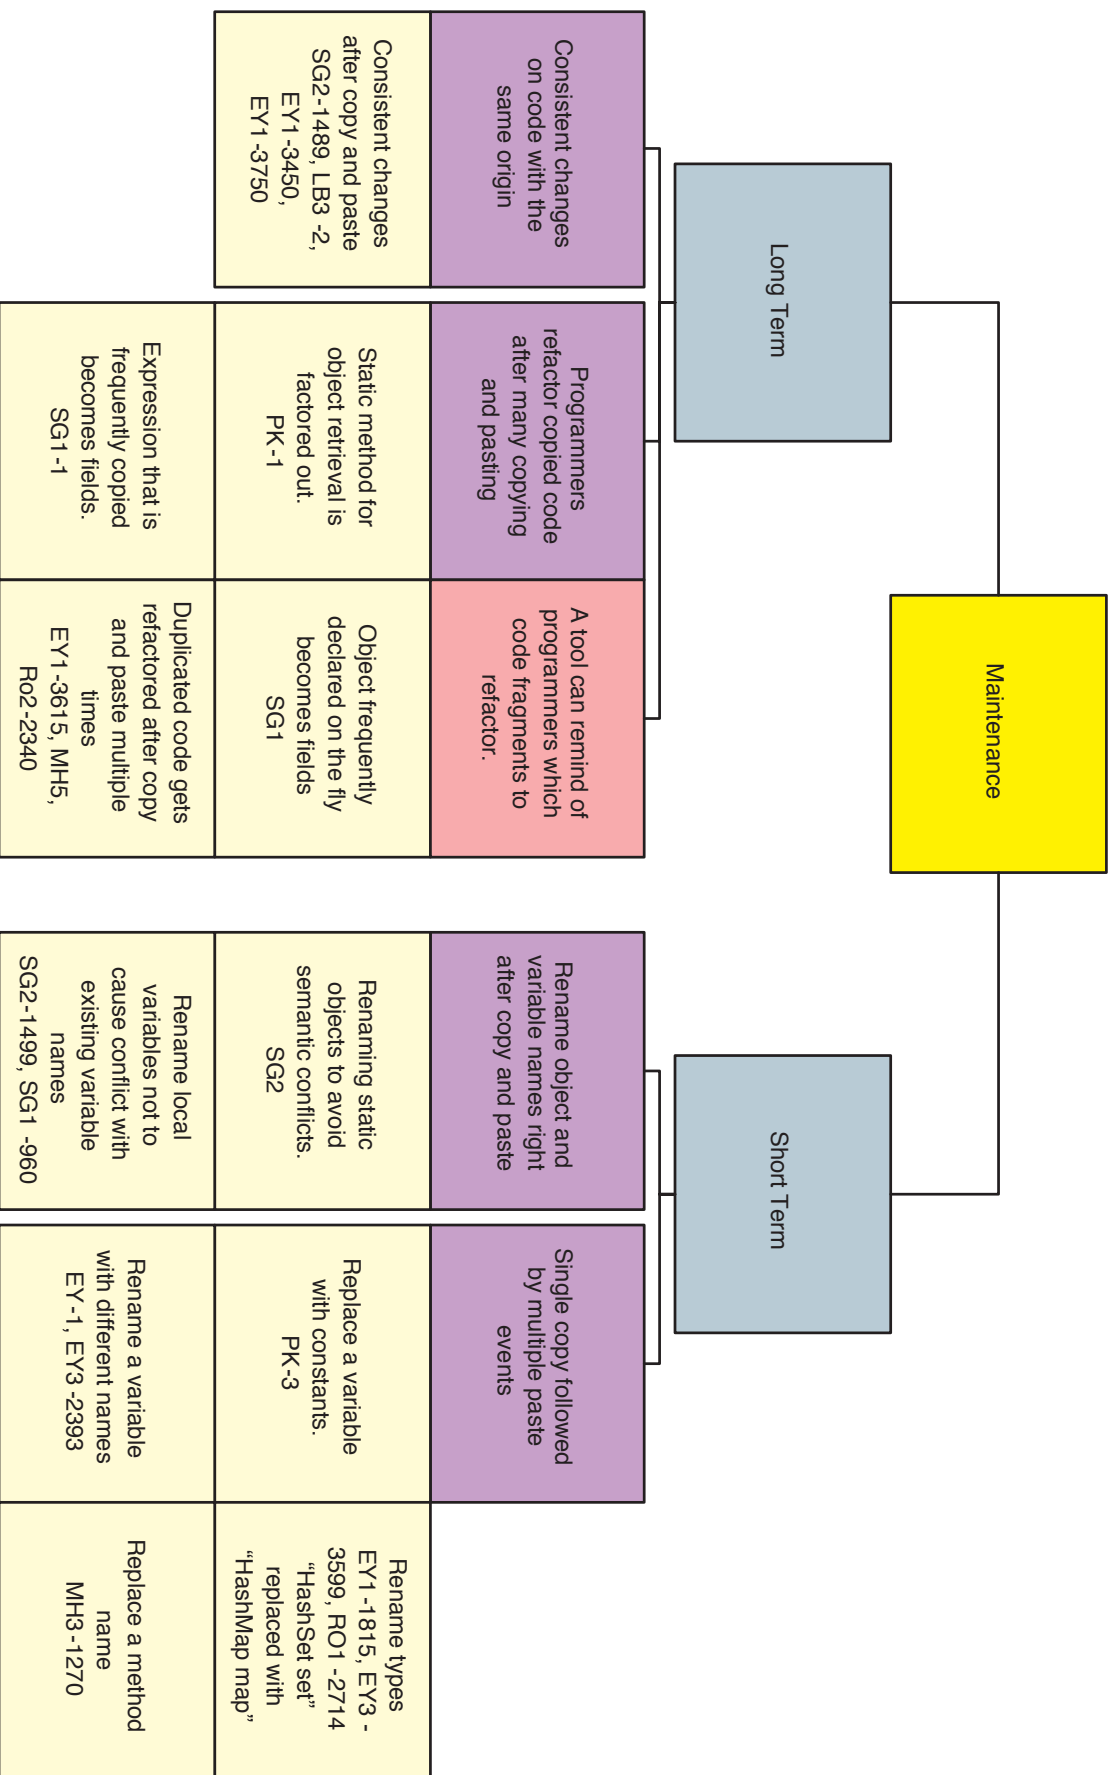 Maintenance
Long Term
Short Term
Consistent changes
on code with the
same origin
Programmers
refactor copied code
after many copying
and pasting
A tool can remind of
programmers which
code fragments to
refactor.
Rename object and
variable names right
after copy and paste
Single copy followed
by multiple paste
events
Consistent changes
after copy and paste
SG2-1489, LB3 -2,
EY1 -3450,
EY1 -3750
Static method for
object retrieval is
factored out.
PK-1
Object frequently
declared on the fly
becomes fields
SG1
Renaming static
objects to avoid
semantic conflicts.
SG2
Replace a variable
with constants.
PK-3
Rename types
EY1 -1815, EY3 -
3599, RO1 -2714
“HashSet set”
replaced with
“HashMap map”
Expression that is
frequently copied
becomes fields.
SG1 -1
Duplicated code gets
refactored after copy
and paste multiple
times
EY1 -3615, MH5,
Ro2 -2340
Rename local
variables not to
cause conflict with
existing variable
names
SG2 -1499, SG1 -960
Rename a variable
with different names
EY -1, EY3 -2393
Replace a method
name
MH3 -1270